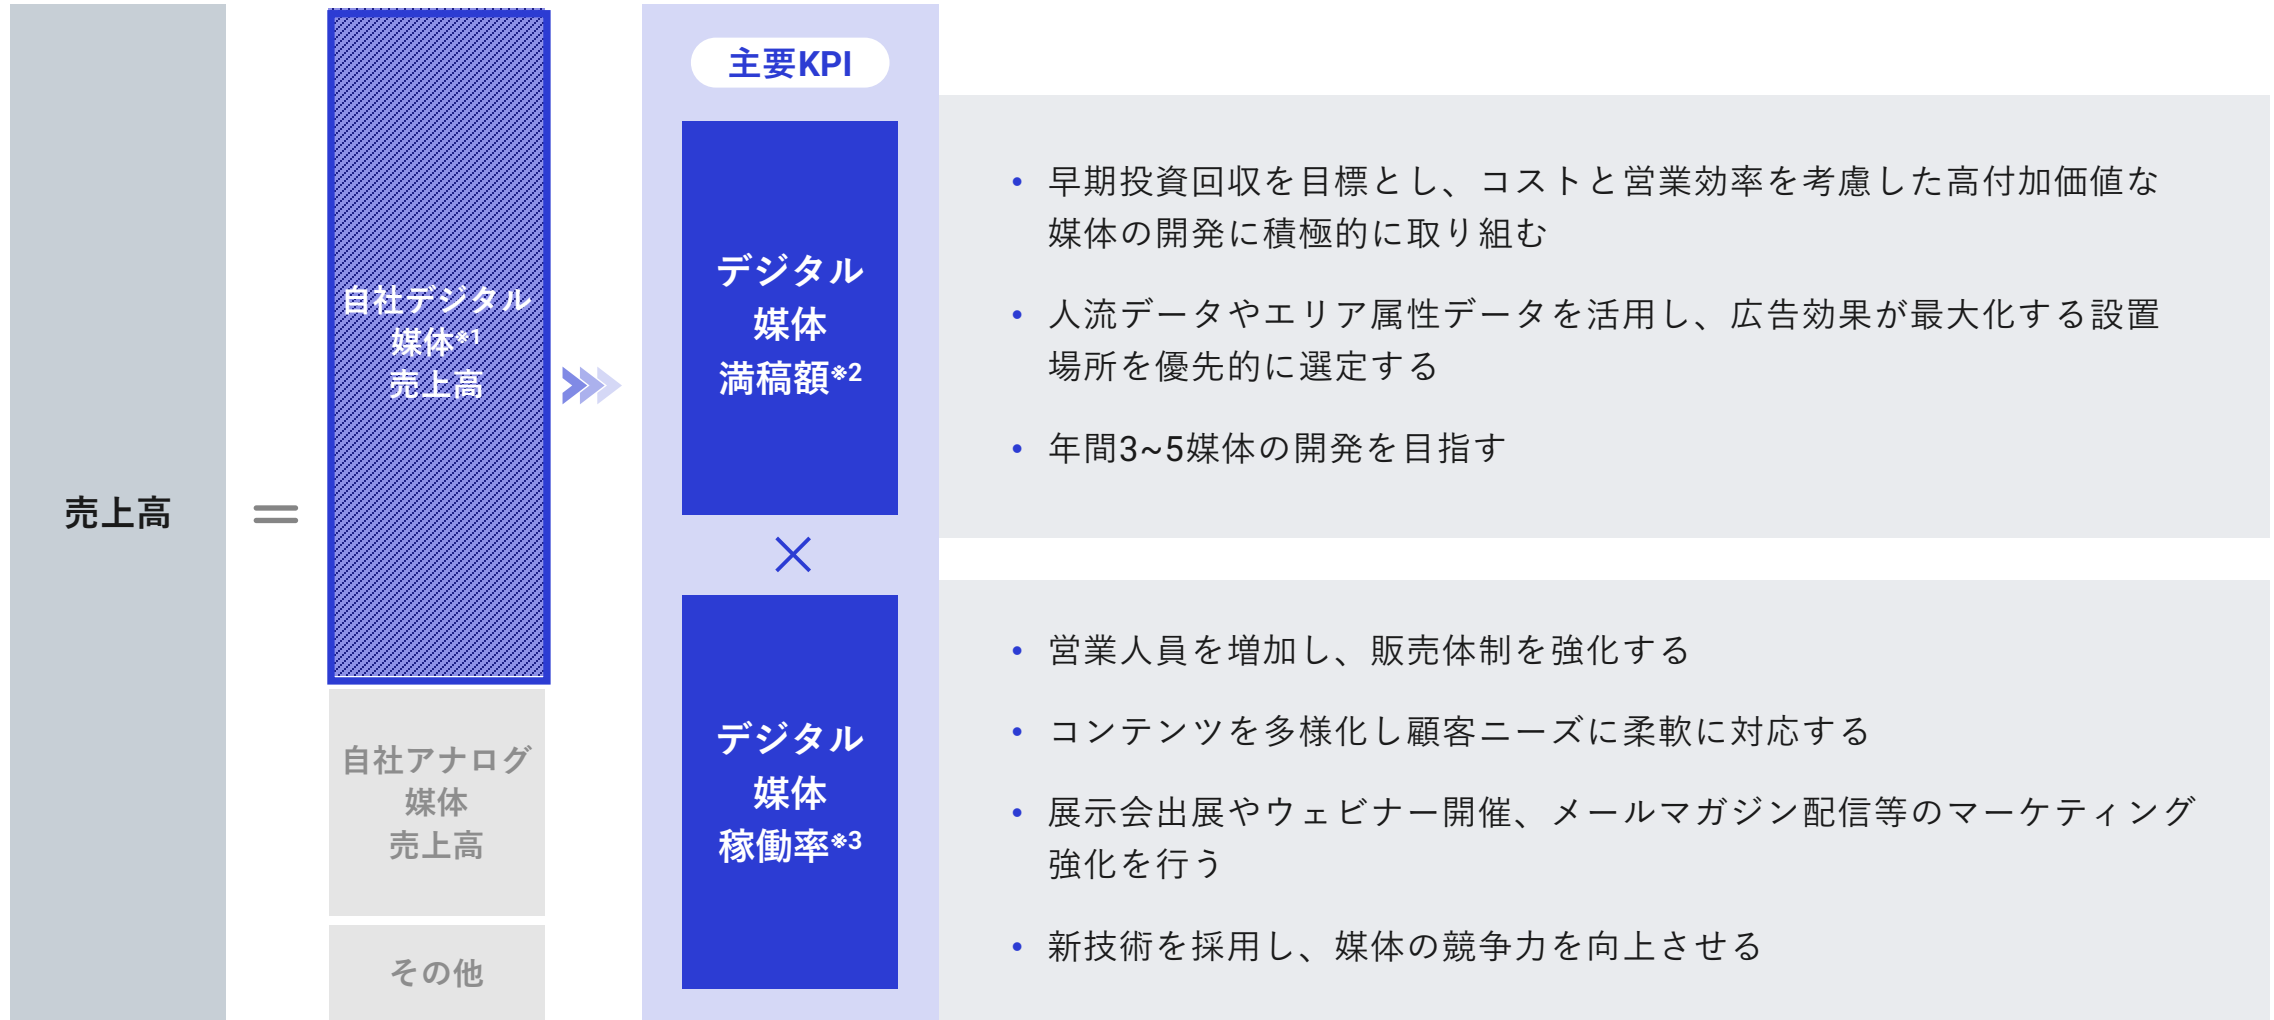 売上高
＝
自社デジタル
媒体※1
売上高
自社アナログ
媒体
売上高
その他
主要KPI
デジタル
媒体
満稿額※2
×
デジタル
媒体
稼働率※3
• 早期投資回収を目標とし、コストと営業効率を考慮した高付加価値な
媒体の開発に積極的に取り組む
• 人流データやエリア属性データを活用し、広告効果が最大化する設置
場所を優先的に選定する
• 年間3~5媒体の開発を目指す
• 営業人員を増加し、販売体制を強化する
• コンテンツを多様化し顧客ニーズに柔軟に対応する
• 展示会出展やウェビナー開催、メールマガジン配信等のマーケティング
強化を行う
• 新技術を採用し、媒体の競争力を向上させる